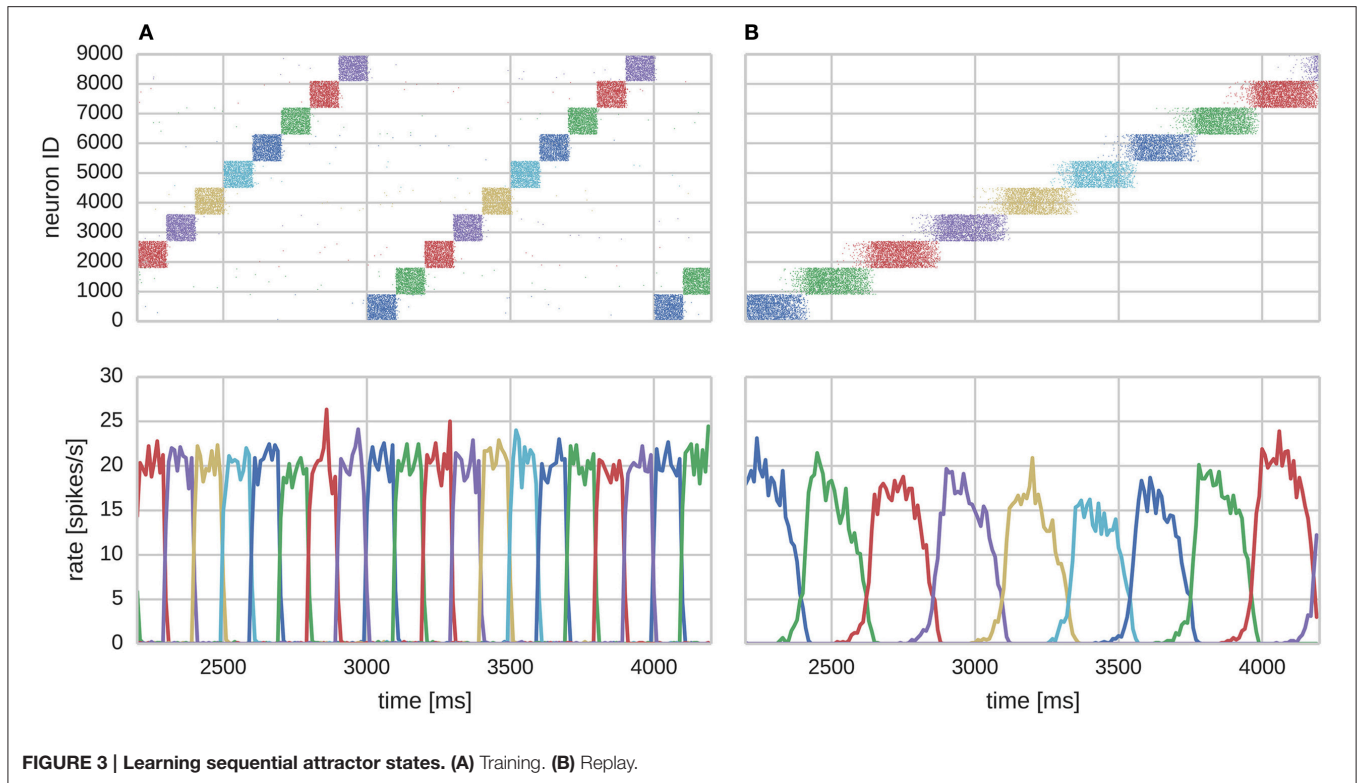 A
B
9000
8000
7000
6000
5000
4000
3000
2000
1000
0
neuron ID
30
25
20
15
10
5
0
rate [spikes/s]
2500 3000 3500 4000
2500 3000 3500 4000
time [ms]
time [ms]
FIGURE 3 | Learning sequential attractor states. (A) Training. (B) Replay.